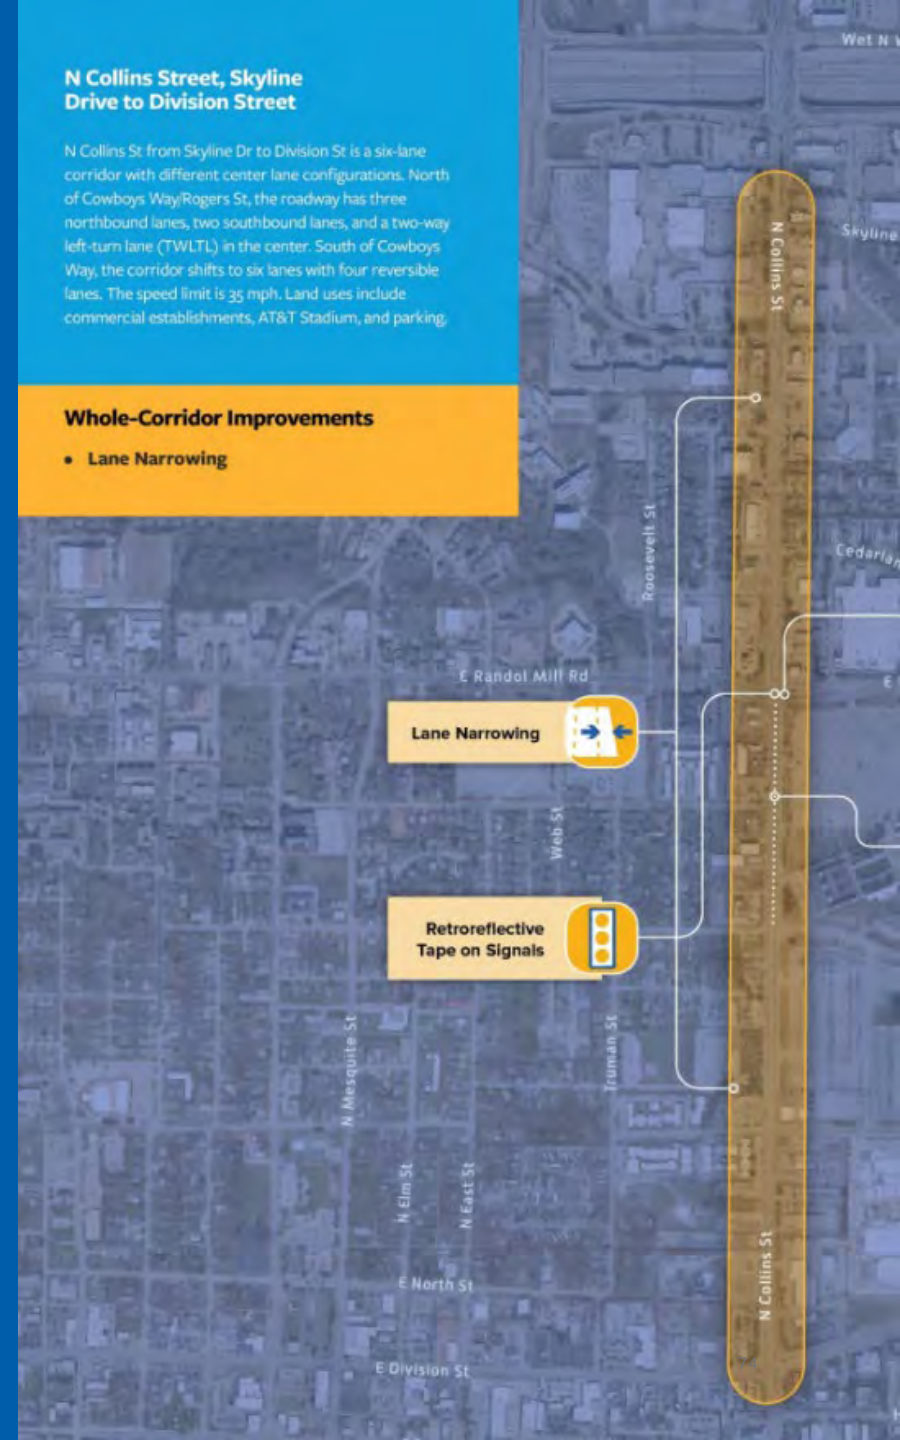 N Collins Street, Skyline
Drive to Division Street
N Collins St from Skyline Dr to Division St is a six-lane
corridor with different center lane configurations. North
of Cowboys Way/Rogers St, the roadway has three
northbound lanes, two southbound lanes, and a two-way
left-turn lane (TWLTL) in the center. South of Cowboys
Way, the corridor shifts to six lanes with four reversible
lanes. The speed limit is 35 mph. Land uses include
commercial establishments, AT&T Stadium, and parking.
Whole-Corridor Improvements
• Lane Narrowing
Wet N
Skyline
N Collins St
Roosevelt St
Cedarlan
E Randol Mill Rd
E
Lane Narrowing
Web St
Retroreflective
Tape on Signals
N Mesquite St
Truman St
N Elm St
N East St
N Collins St
E North St
E Division St